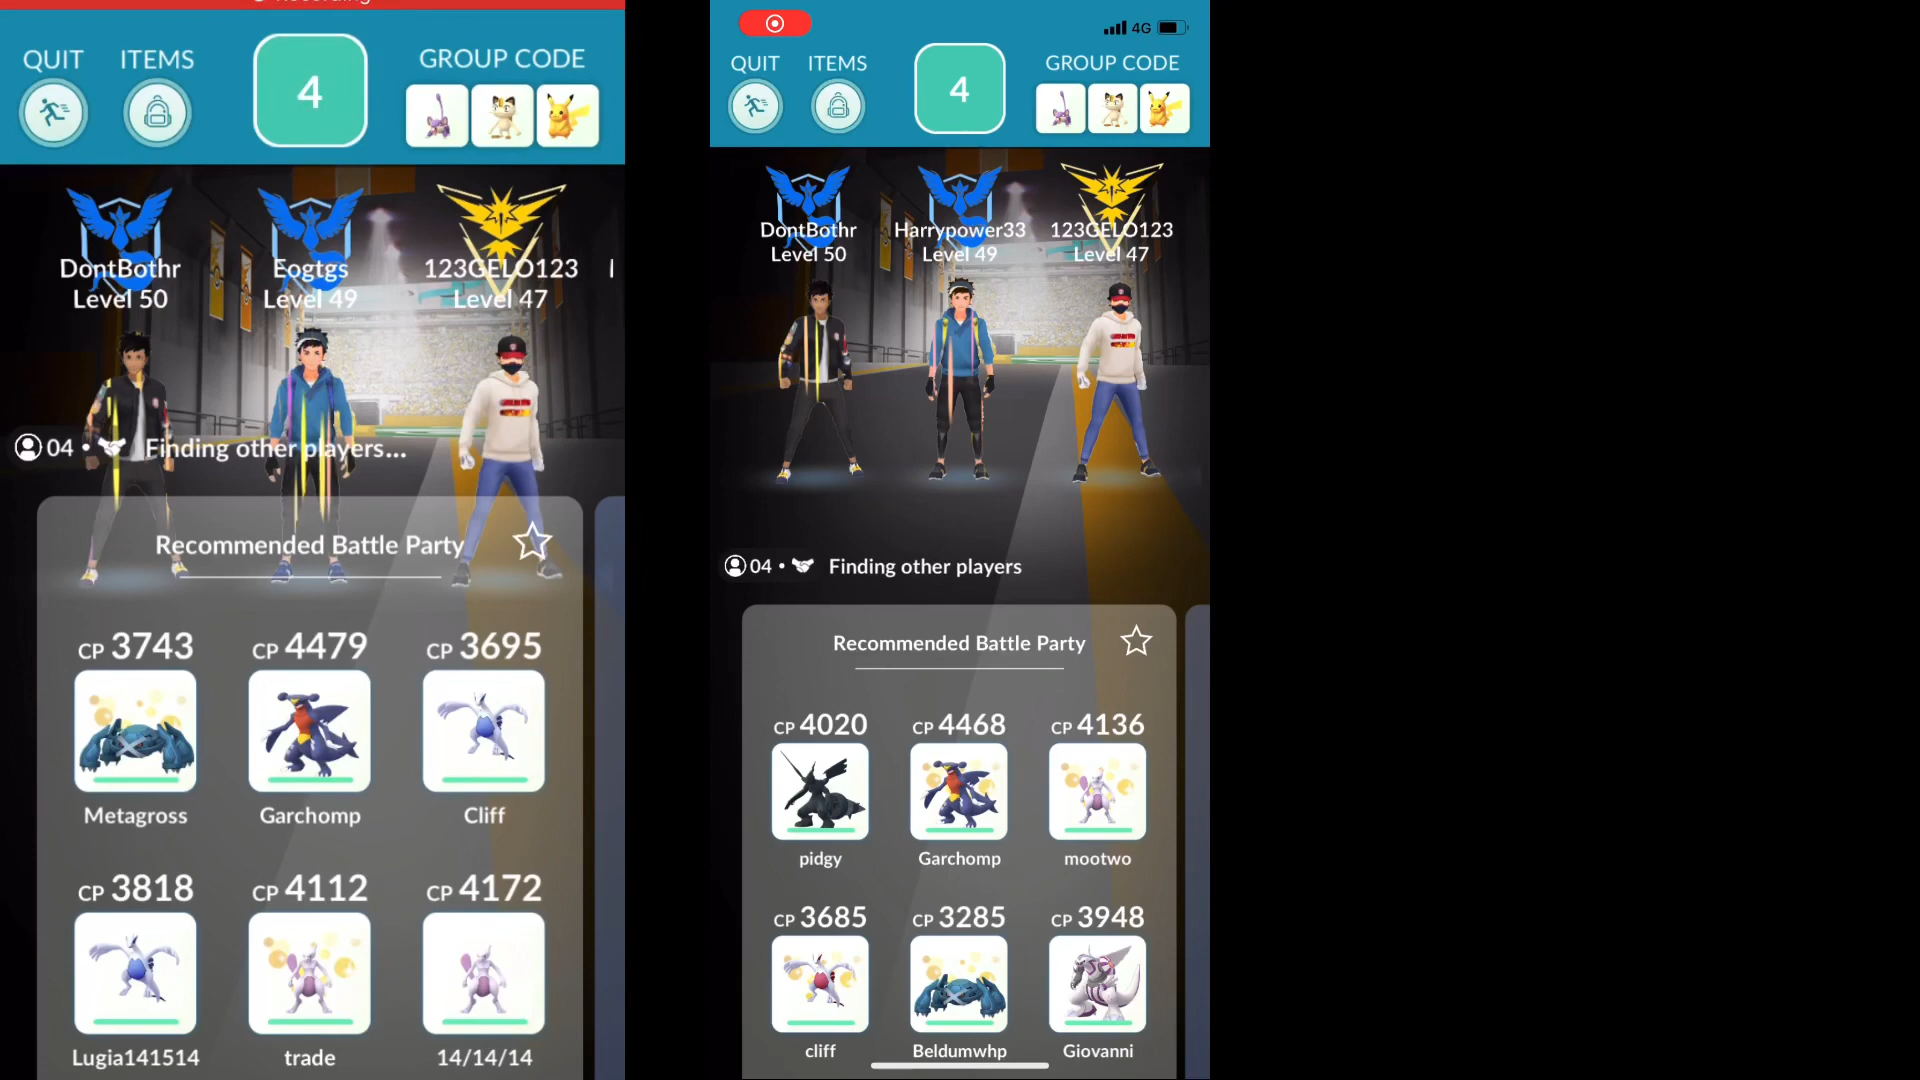 Recording
QUIT ITEMS 4 GROUP CODE
DontBothr Eogtgs 123GELO123
Level 50 Level 49 Level 47
04 • Finding other players...
Recommended Battle Party
CP 3743 CP 4479 CP 3695
Metagross Garchomp Cliff
CP 3818 CP 4112 CP 4172
Lugia141514 trade 14/14/14
4G
QUIT ITEMS 4 GROUP CODE
DontBothr Harrypower33 123GELO123
Level 50 Level 49 Level 47
04 • Finding other players
Recommended Battle Party
CP 4020 CP 4468 CP 4136
pidgy Garchomp mootwo
CP 3685 CP 3285 CP 3948
cliff Beldumwhp Giovanni